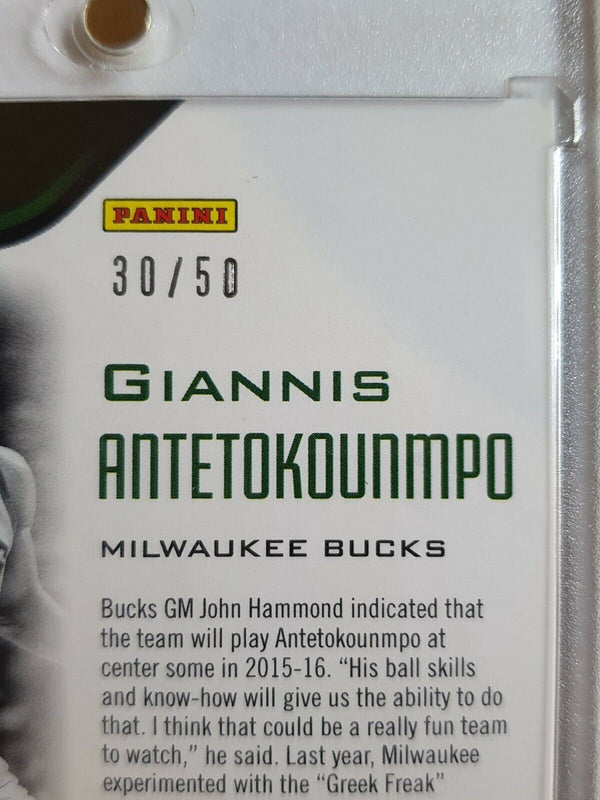 PANINI
30/50
GIANNIS
ANTETOKOUNMPO
MILWAUKEE BUCKS
Bucks GM John Hammond indicated that
the team will play Antetokounmpo at
center some in 2015-16. “His ball skills
and know-how will give us the ability to do
that. I think that could be a really fun team
to watch,” he said. Last year, Milwaukee
experimented with the “Greek Freak”